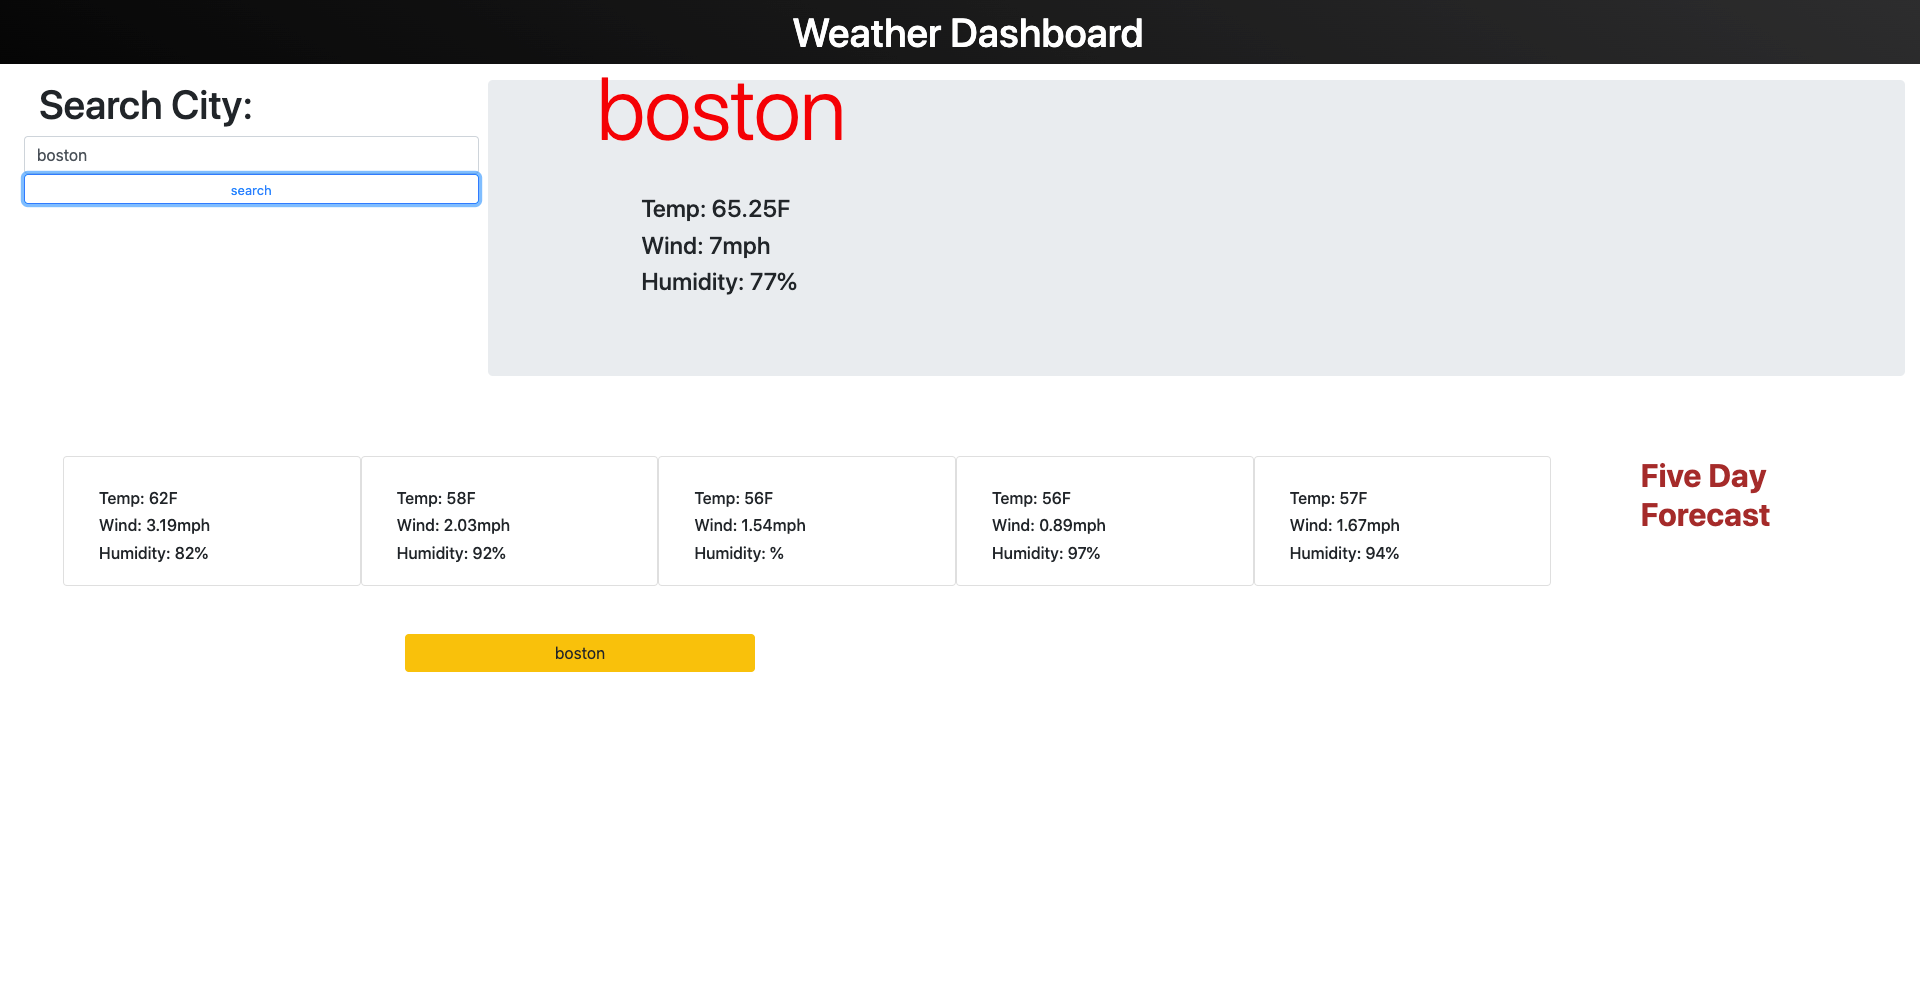 Weather Dashboard
Search City:
boston
search
boston
Temp: 65.25F
Wind: 7mph
Humidity: 77%
Temp: 62F
Wind: 3.19mph
Humidity: 82%
Temp: 58F
Wind: 2.03mph
Humidity: 92%
Temp: 56F
Wind: 1.54mph
Humidity: %
Temp: 56F
Wind: 0.89mph
Humidity: 97%
Temp: 57F
Wind: 1.67mph
Humidity: 94%
Five Day
Forecast
boston